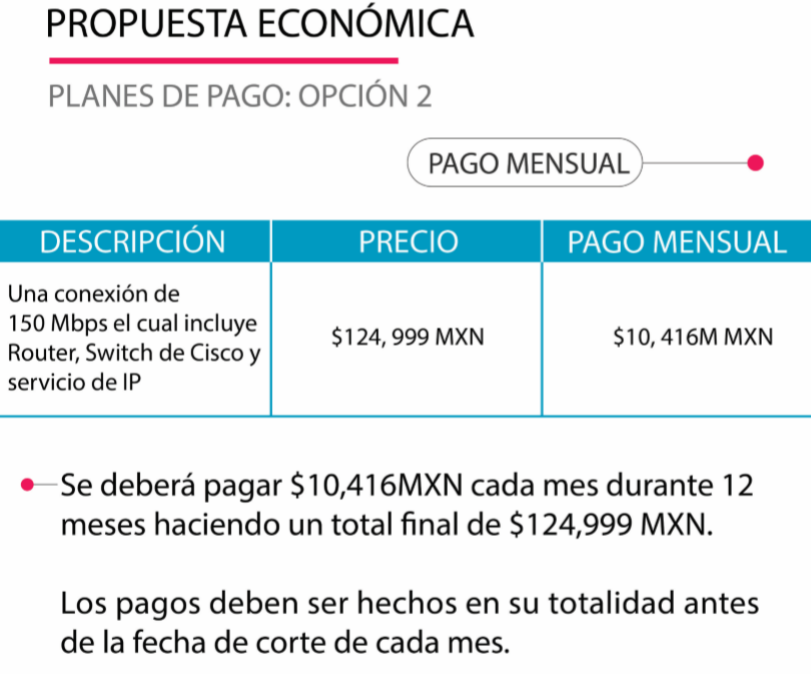 PROPUESTA ECONÓMICA
PLANES DE PAGO: OPCIÓN 2
PAGO MENSUAL
DESCRIPCIÓN PRECIO PAGO MENSUAL
Una conexión de
150 Mbps el cual incluye
Router, Switch de Cisco y
servicio de IP
$124, 999 MXN
$10, 416M MXN
Se deberá pagar $10,416MXN cada mes durante 12
meses haciendo un total final de $124,999 MXN.
Los pagos deben ser hechos en su totalidad antes
de la fecha de corte de cada mes.